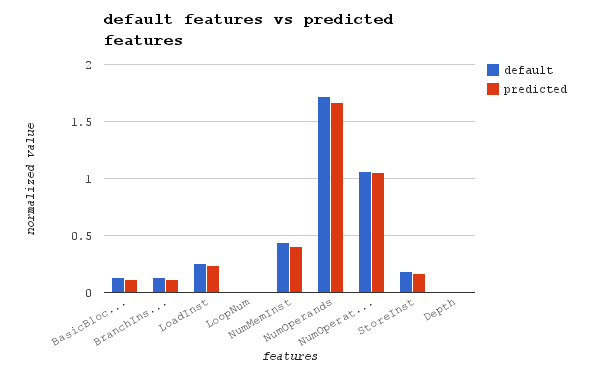 default features vs predicted
features
default
predicted
normalized value
2
1.5
1
0.5
0
BasicBloc...
BranchIns...
LoadInst
LoopNum
NumMemInst
NumOperands
NumOperat...
StoreInst
Depth
features